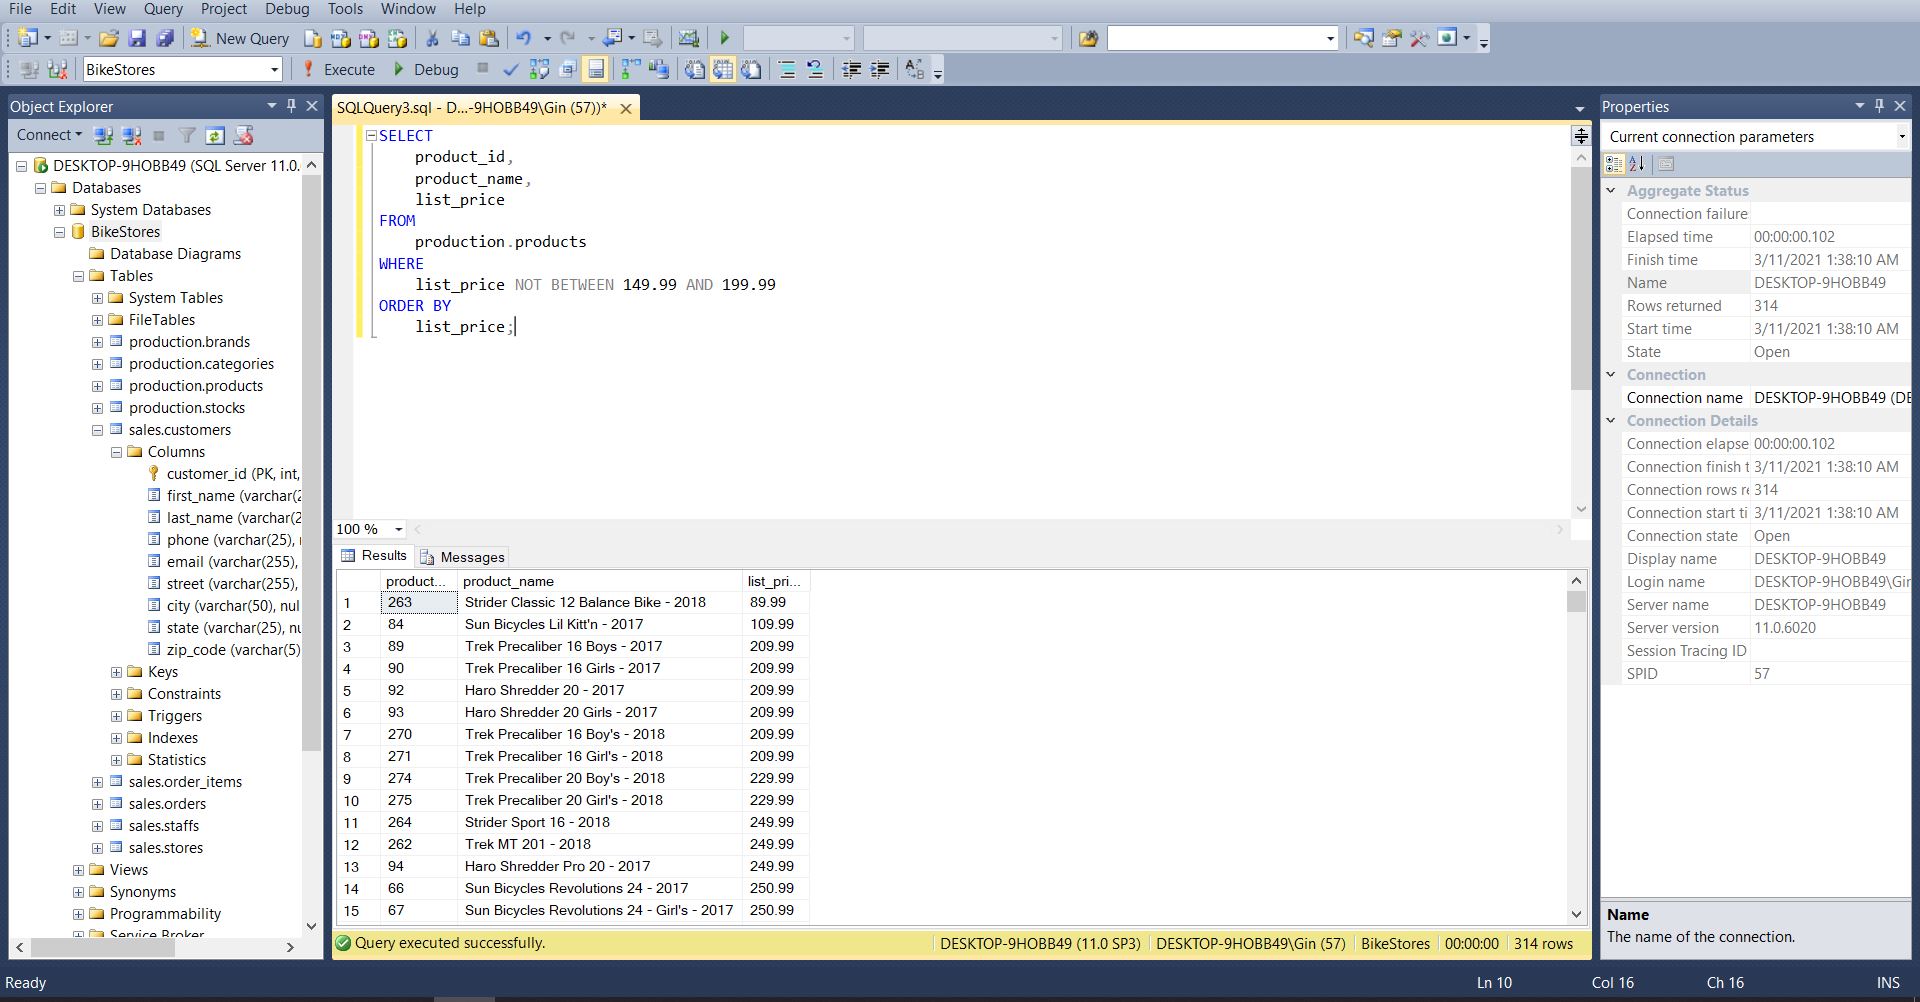 File Edit View Query Project Debug Tools Window Help
New Query
BikeStores Execute Debug
Object Explorer
Connect
DESKTOP-9HOBB49 (SQL Server 11.0.
Databases
System Databases
BikeStores
Database Diagrams
Tables
System Tables
FileTables
production.brands
production.categories
production.products
production.stocks
sales.customers
Columns
customer_id (PK, int,
first_name (varchar(2
last_name (varchar(2
phone (varchar(25),
email (varchar(255),
street (varchar(255),
city (varchar(50), nul
state (varchar(25), nu
zip_code (varchar(5)
Keys
Constraints
Triggers
Indexes
Statistics
sales.order_items
sales.orders
sales.staffs
sales.stores
Views
Synonyms
Programmability
Service Broker
SQLQuery3.sql - D...-9HOBB49\Gin (57))*
SELECT
product_id,
product_name,
list_price
FROM
production.products
WHERE
list_price NOT BETWEEN 149.99 AND 199.99
ORDER BY
list_price;
100 %
Results Messages
product... product_name list_pri...
1 263 Strider Classic 12 Balance Bike - 2018 89.99
2 84 Sun Bicycles Lil Kitt'n - 2017 109.99
3 89 Trek Precaliber 16 Boys - 2017 209.99
4 90 Trek Precaliber 16 Girls - 2017 209.99
5 92 Haro Shredder 20 - 2017 209.99
6 93 Haro Shredder 20 Girls - 2017 209.99
7 270 Trek Precaliber 16 Boy's - 2018 209.99
8 271 Trek Precaliber 16 Girl's - 2018 209.99
9 274 Trek Precaliber 20 Boy's - 2018 229.99
10 275 Trek Precaliber 20 Girl's - 2018 229.99
11 264 Strider Sport 16 - 2018 249.99
12 262 Trek MT 201 - 2018 249.99
13 94 Haro Shredder Pro 20 - 2017 249.99
14 66 Sun Bicycles Revolutions 24 - 2017 250.99
15 67 Sun Bicycles Revolutions 24 - Girl's - 2017 250.99
Query executed successfully. DESKTOP-9HOBB49 (11.0 SP3) DESKTOP-9HOBB49\Gin (57) BikeStores 00:00:00 314 rows
Properties
Current connection parameters
Aggregate Status
Connection failure
Elapsed time 00:00:00.102
Finish time 3/11/2021 1:38:10 AM
Name DESKTOP-9HOBB49
Rows returned 314
Start time 3/11/2021 1:38:10 AM
State Open
Connection
Connection name DESKTOP-9HOBB49 (DE
Connection Details
Connection elapse 00:00:00.102
Connection finish t 3/11/2021 1:38:10 AM
Connection rows re 314
Connection start ti 3/11/2021 1:38:10 AM
Connection state Open
Display name DESKTOP-9HOBB49
Login name DESKTOP-9HOBB49\Gin
Server name DESKTOP-9HOBB49
Server version 11.0.6020
Session Tracing ID
SPID 57
Name
The name of the connection.
Ready Ln 10 Col 16 Ch 16 INS